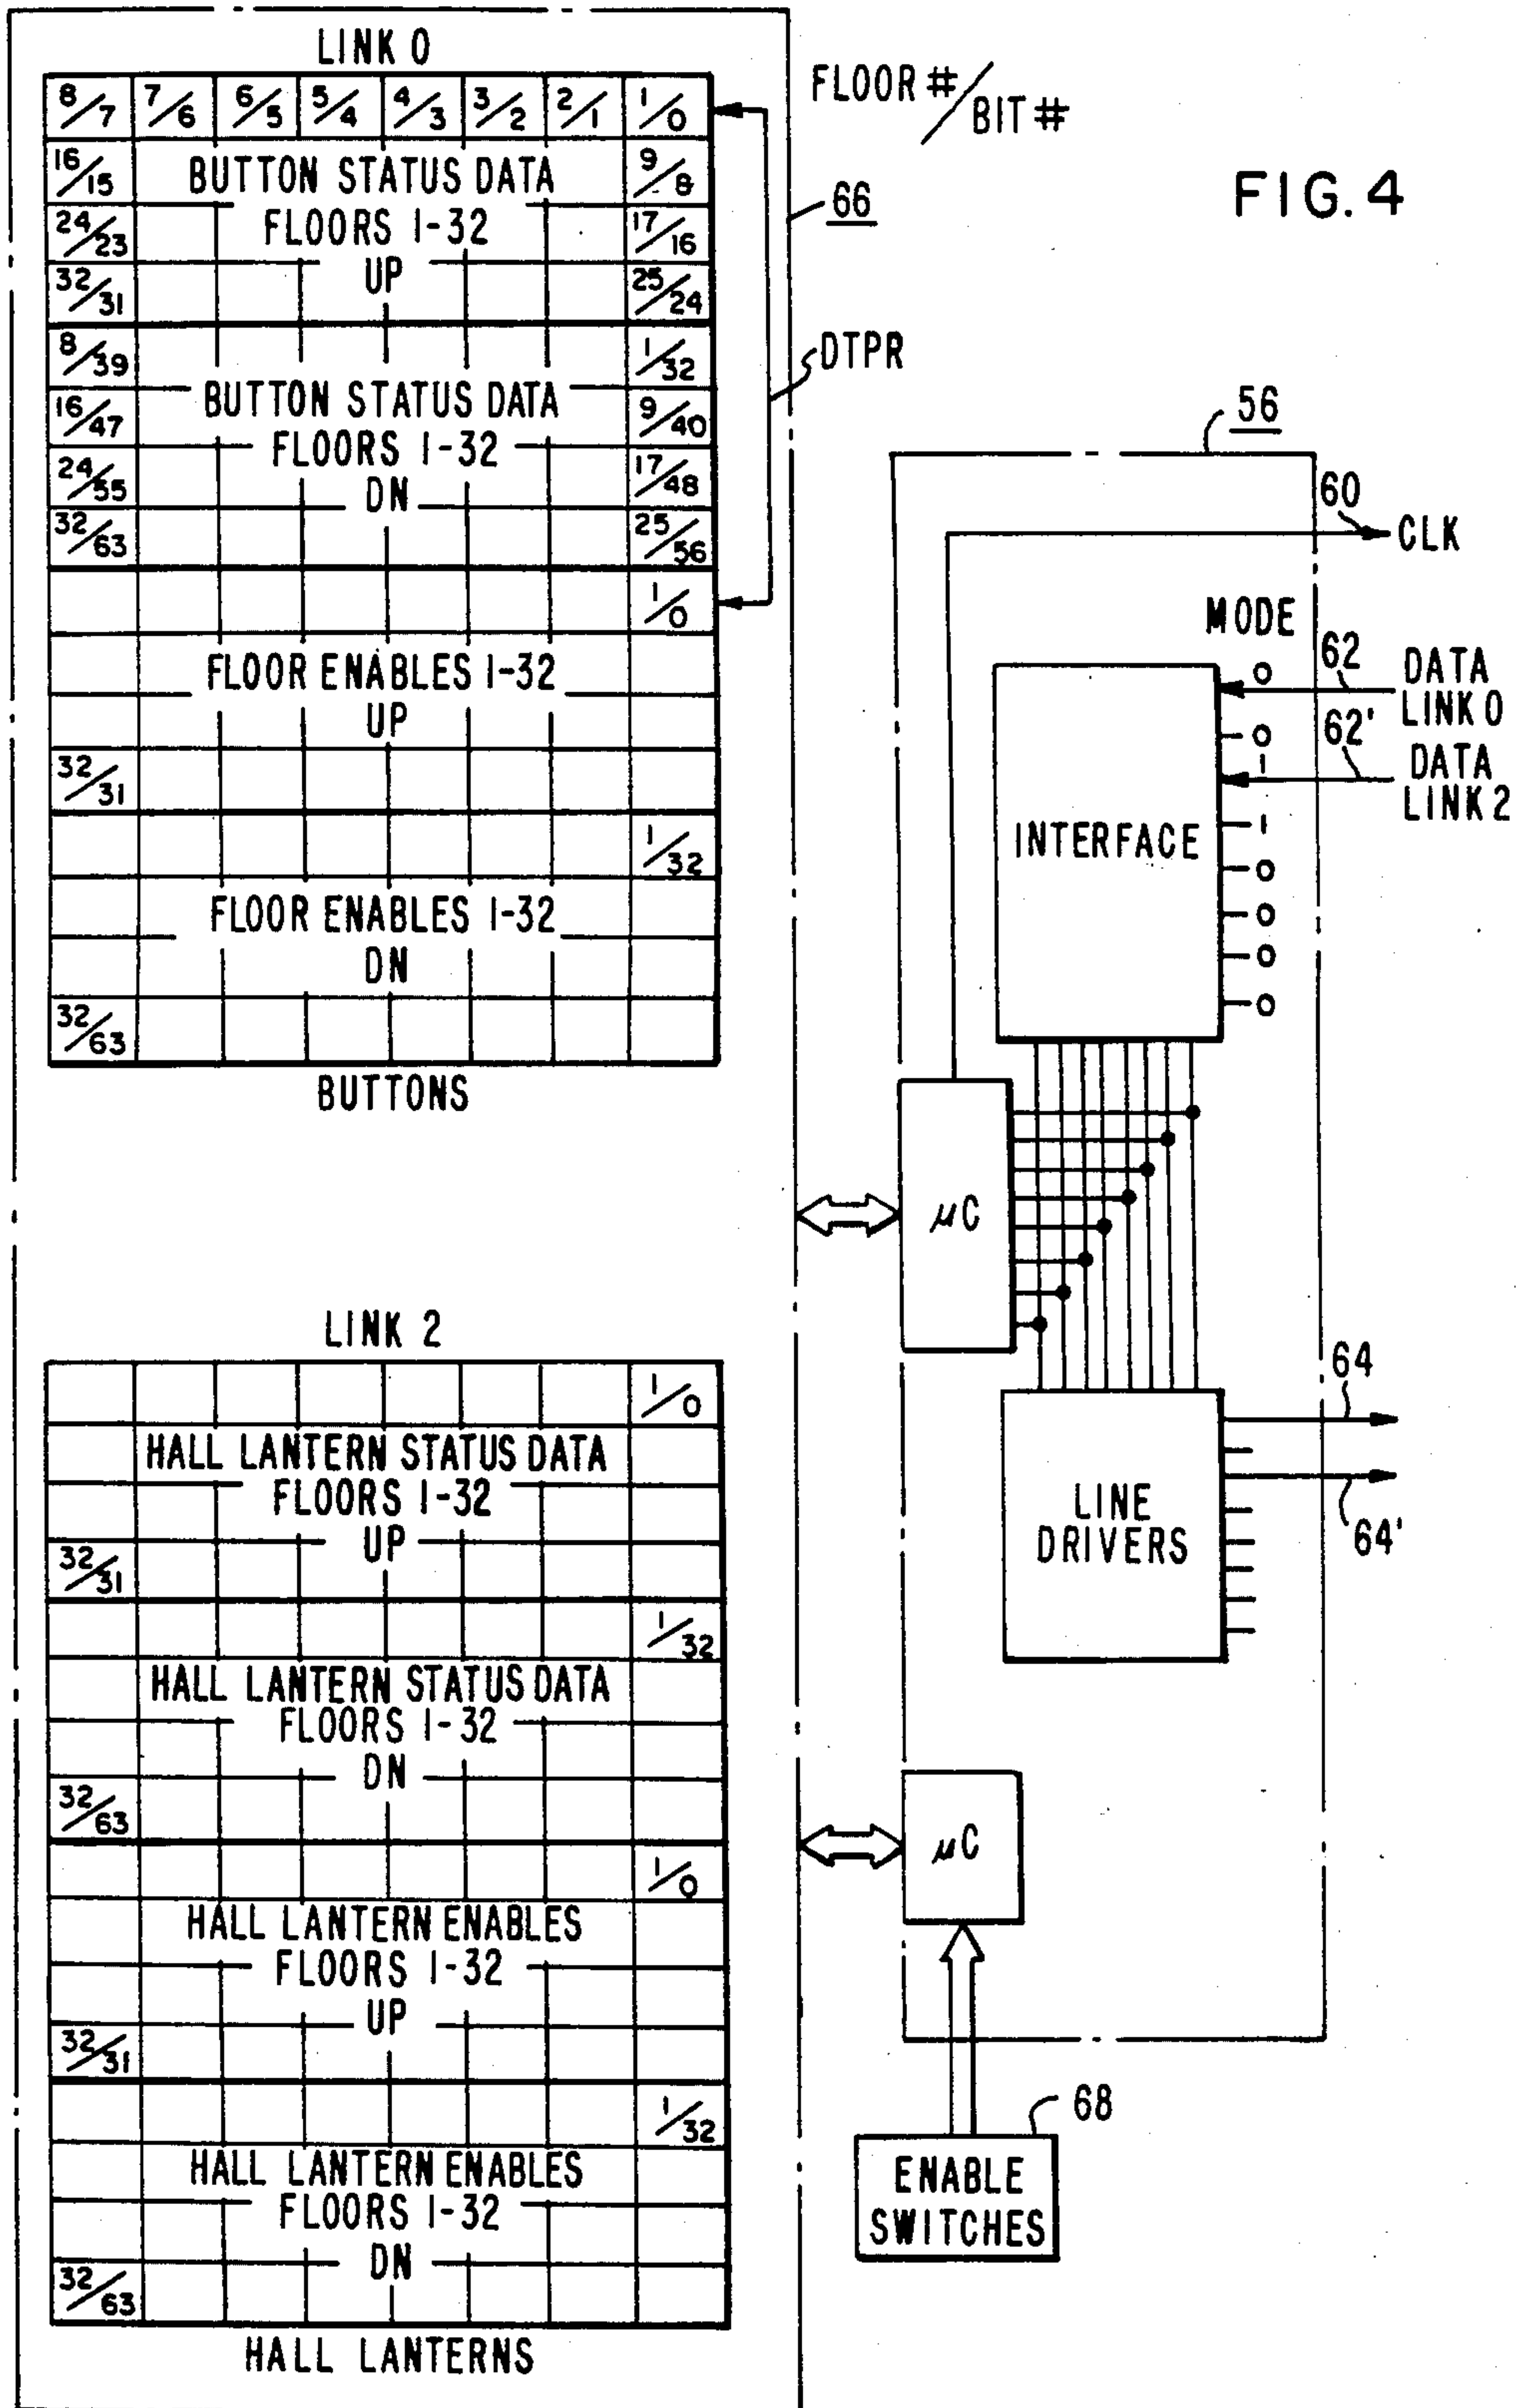 LINK 0
8/7 7/6 6/5 5/4 4/3 3/2 2/1 1/0
16/15 BUTTON STATUS DATA 9/8
24/23 FLOORS 1-32 17/16
32/31 UP 25/24
8/39 1/32
16/47 BUTTON STATUS DATA 9/40
24/55 FLOORS 1-32 17/48
DN
32/63 25/56
1/0
FLOOR ENABLES 1-32
UP
32/31
1/32
FLOOR ENABLES 1-32
DN
32/63
BUTTONS
LINK 2
1/0
HALL LANTERN STATUS DATA
FLOORS 1-32
UP
32/31
1/32
HALL LANTERN STATUS DATA
FLOORS 1-32
DN
32/63
1/0
HALL LANTERN ENABLES
FLOORS 1-32
UP
32/31
1/32
HALL LANTERN ENABLES
FLOORS 1-32
DN
32/63
HALL LANTERNS
FLOOR #/BIT #
66
DTPR
FIG. 4
56
60
CLK
MODE
0
62
DATA
LINK 0
0
62'
1
DATA
LINK 2
1
0
0
0
0
INTERFACE
μC
64
64'
LINE
DRIVERS
μC
68
ENABLE
SWITCHES